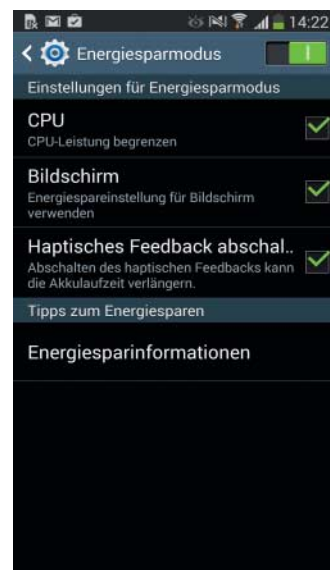 14:22
Energiesparmodus
Einstellungen für Energiesparmodus
CPU
CPU-Leistung begrenzen
Bildschirm
Energiespareinstellung für Bildschirm
verwenden
Haptisches Feedback abschal..
Abschalten des haptischen Feedbacks kann
die Akkulaufzeit verlängern.
Tipps zum Energiesparen
Energiesparinformationen